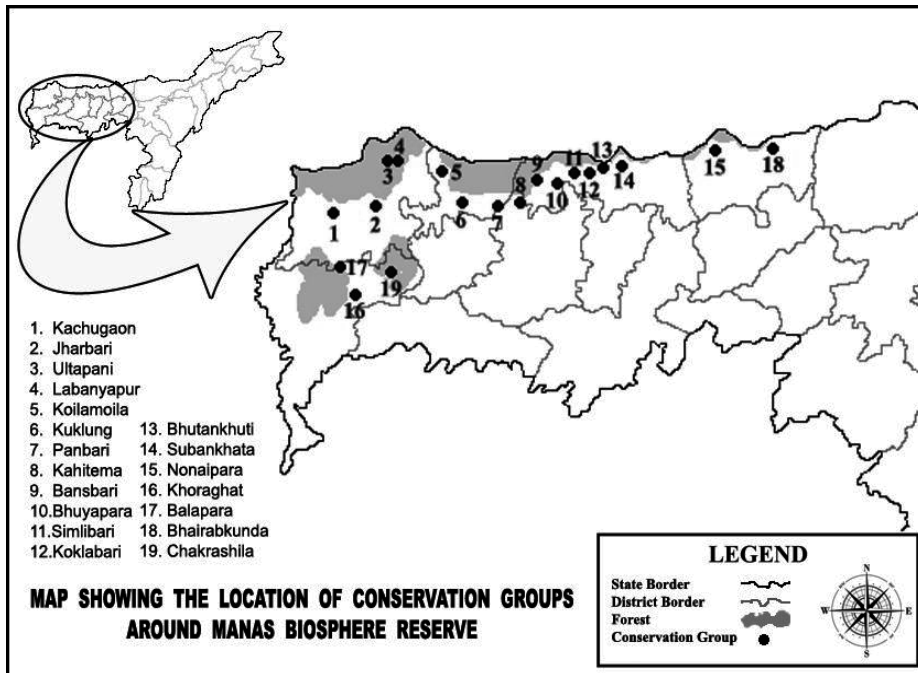 4
3
5
1
2
6
7
8
9
10
11
12
13
14
15
18
17
16
19
1. Kachugaon
2. Jharbari
3. Ultapani
4. Labanyapur
5. Koilamoila
6. Kuklung
7. Panbari
8. Kahitema
9. Bansbari
10.Bhuyapara
11.Simlibari
12.Koklabari
13. Bhutankhuti
14. Subankhata
15. Nonaipara
16. Khoraghat
17. Balapara
18. Bhairabkunda
19. Chakrashila
MAP SHOWING THE LOCATION OF CONSERVATION GROUPS
AROUND MANAS BIOSPHERE RESERVE
LEGEND
State Border
District Border
Forest
Conservation Group
N
W
E
S